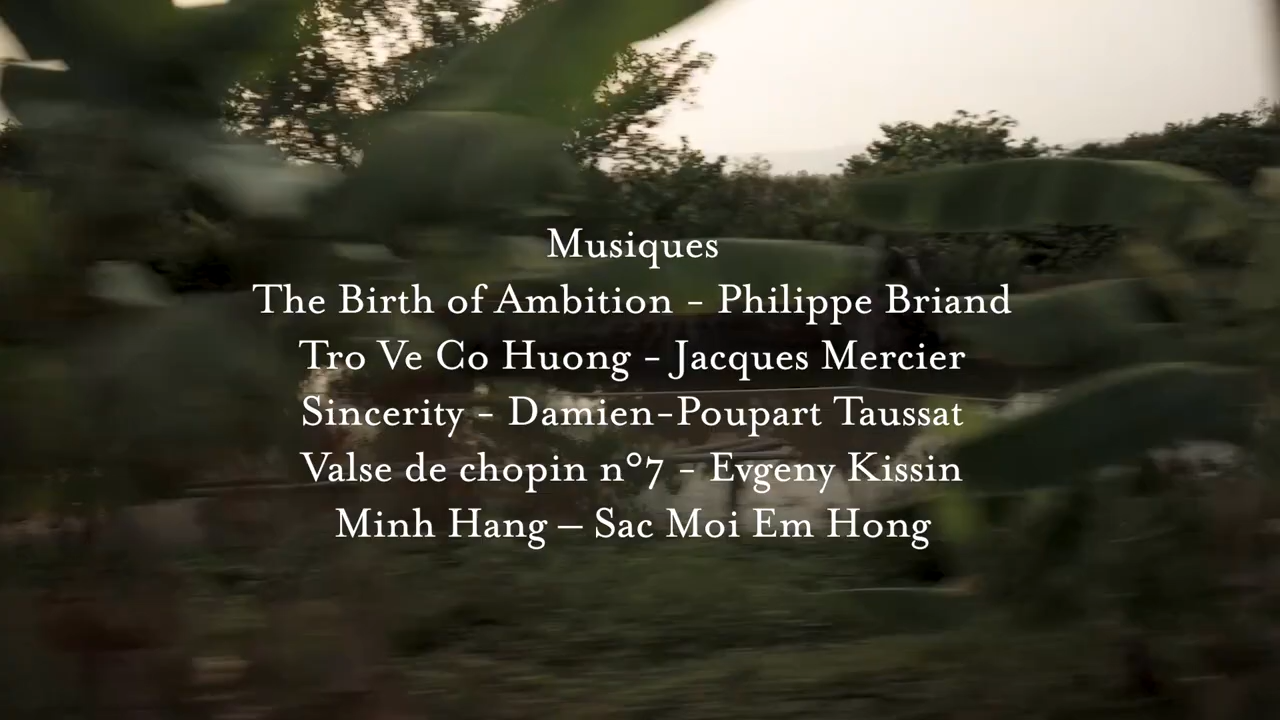 Musiques
The Birth of Ambition - Philippe Briand
Tro Ve Co Huong - Jacques Mercier
Sincerity - Damien-Poupart Taussat
Valse de chopin n°7 - Evgeny Kissin
Minh Hang – Sac Moi Em Hong